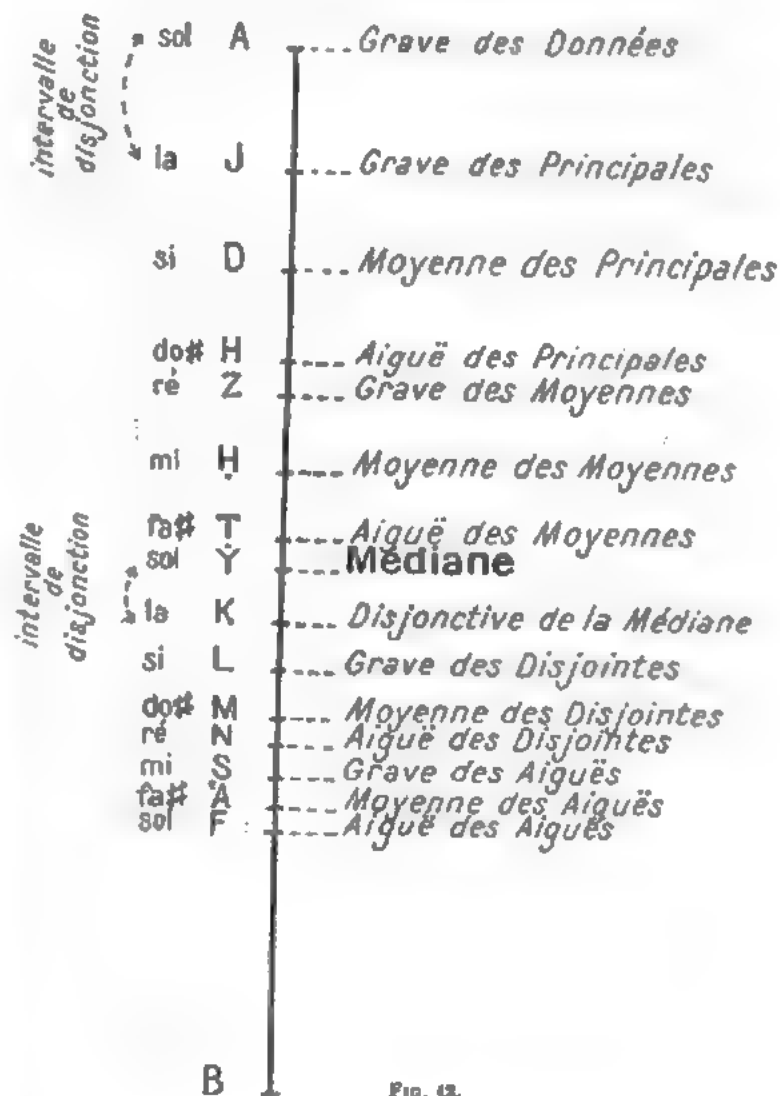 sol A Grave des Données
intervalle
de
disjonction
la J Grave des Principales
si D Moyenne des Principales
do# H Aiguë des Principales
ré Z Grave des Moyennes
mi Ḥ Moyenne des Moyennes
fa# T Aiguë des Moyennes
sol Y Médiane
intervalle
de
disjonction
la K Disjonctive de la Médiane
si L Grave des Disjointes
do# M Moyenne des Disjointes
ré N Aiguë des Disjointes
mi S Grave des Aiguës
fa# Å Moyenne des Aiguës
sol F Aiguë des Aiguës
B
FIG. 42.